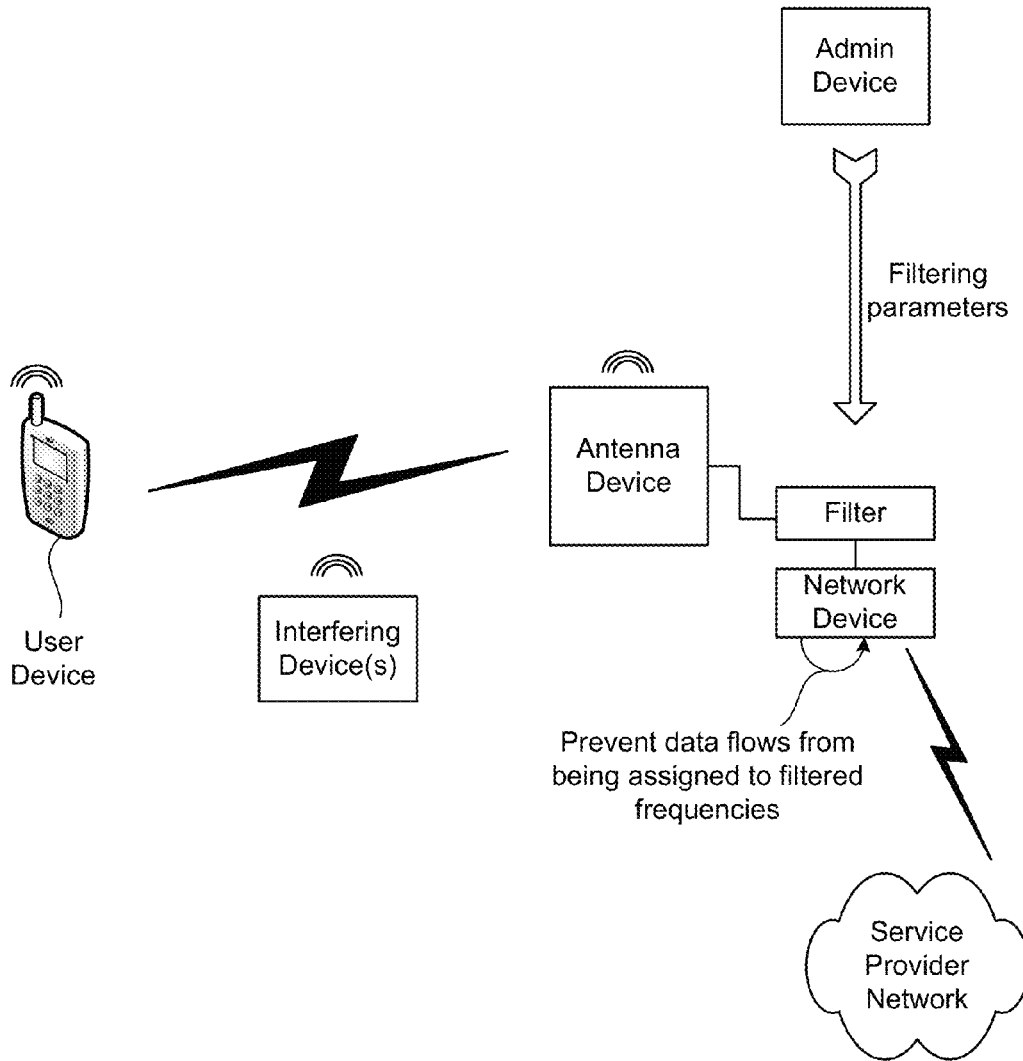 Admin
Device
Filtering
parameters
Antenna
Device
Filter
Network
Device
User
Device
Interfering
Device(s)
Prevent data flows from
being assigned to filtered
frequencies
Service
Provider
Network